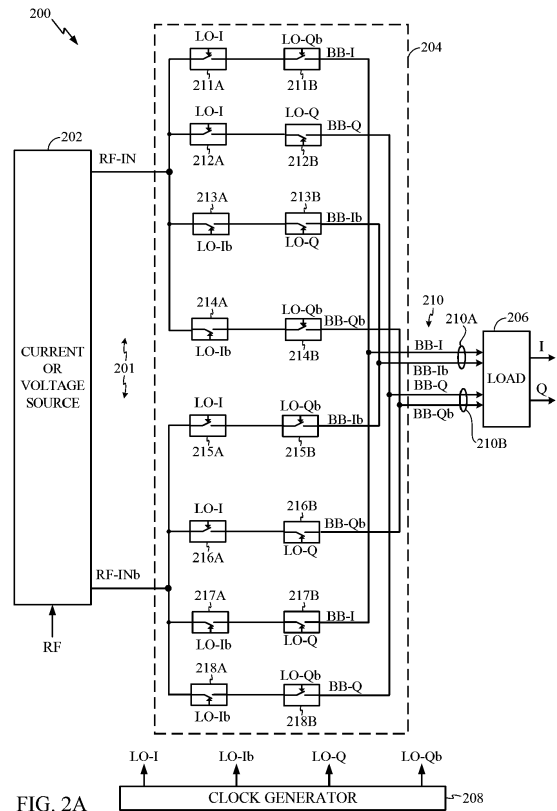 200
204
LO-I LO-Qb BB-I
211A 211B
202
LO-I LO-Q BB-Q
212A 212B
RF-IN
213A 213B
BB-Ib
LO-Ib LO-Q
214A LO-Qb BB-Qb
LO-Ib 214B
210
210A 206
BB-I I
BB-Ib
LOAD
BB-Q Q
BB-Qb
210B
CURRENT
OR
VOLTAGE
SOURCE
201
LO-I LO-Qb BB-Ib
215A 215B
LO-I 216B BB-Qb
216A LO-Q
RF-INb
217A 217B BB-I
LO-Ib LO-Q
RF
218A LO-Qb BB-Q
LO-Ib 218B
LO-I LO-Ib LO-Q LO-Qb
CLOCK GENERATOR 208
FIG. 2A